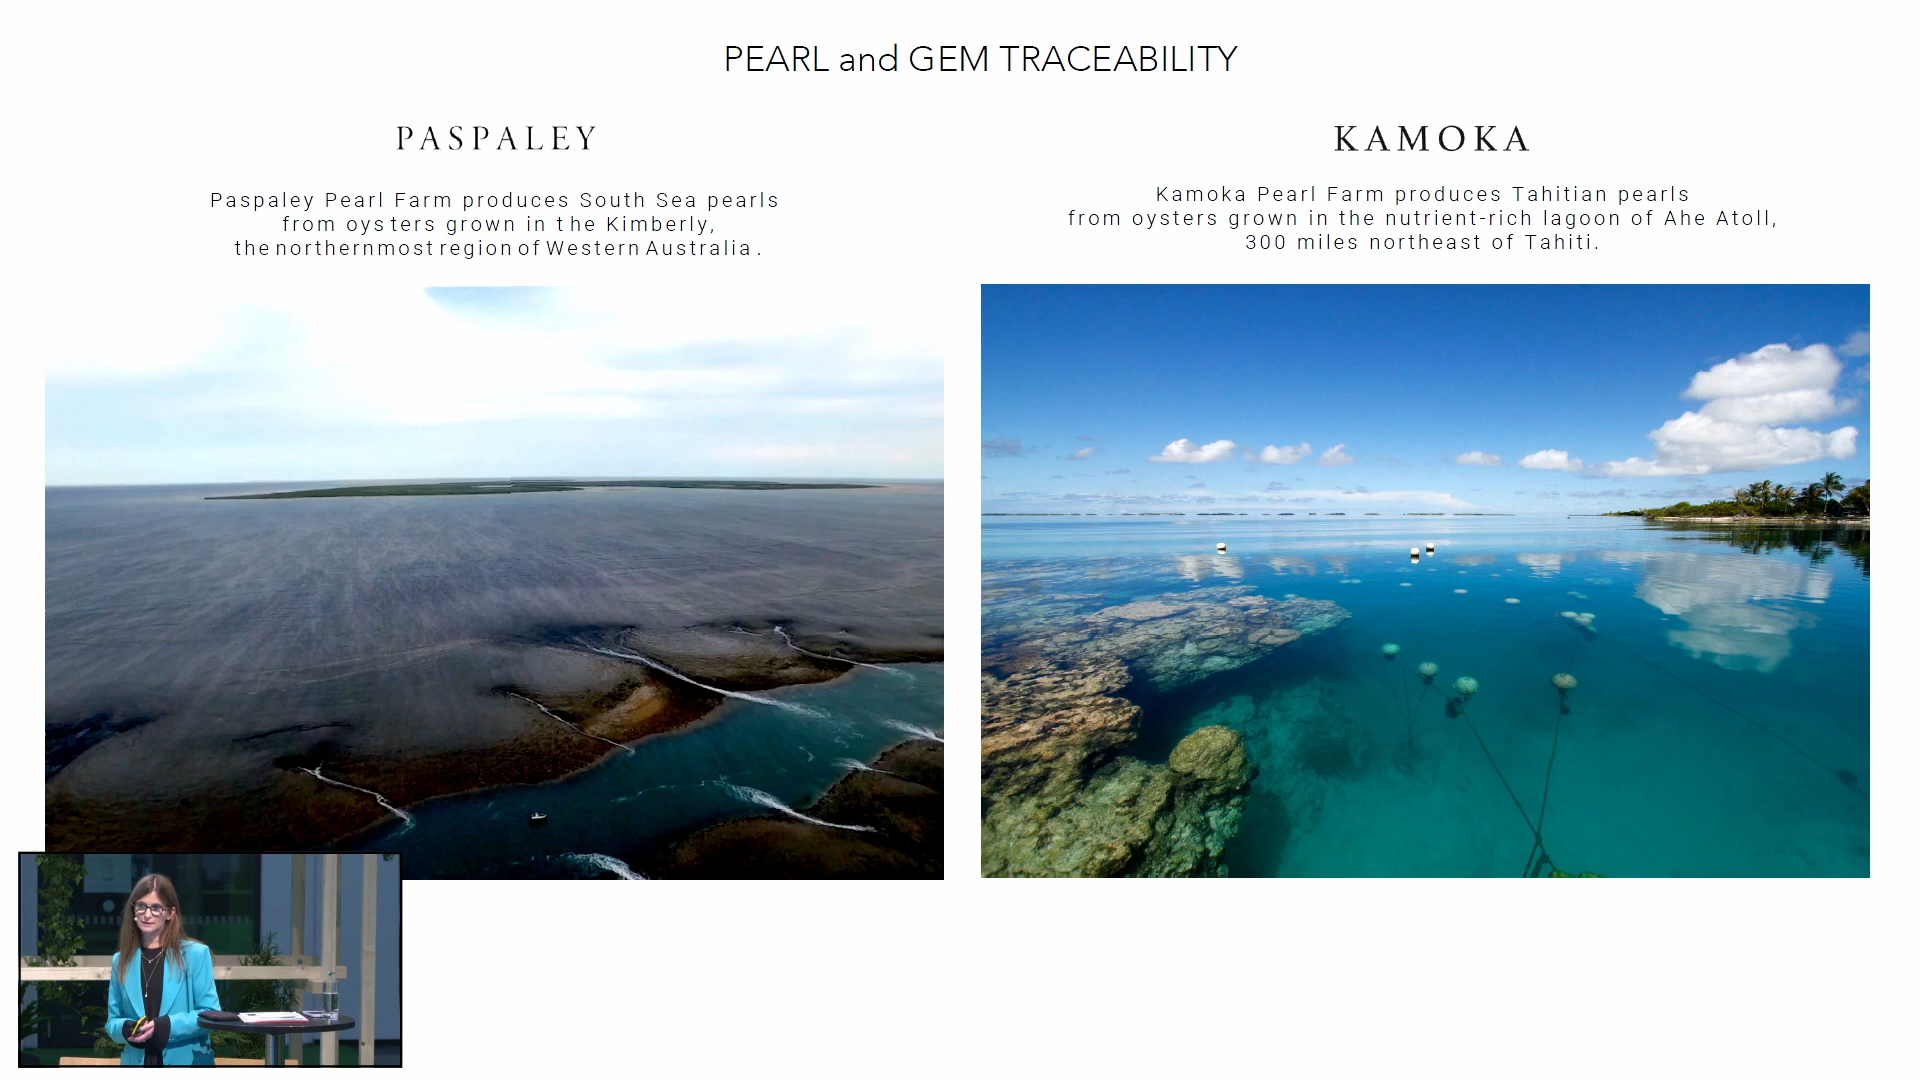 PEARL and GEM TRACEABILITY
PASPALEY
Paspaley Pearl Farm produces South Sea pearls
from oysters grown in the Kimberly,
the northernmost region of Western Australia.
KAMOKA
Kamoka Pearl Farm produces Tahitian pearls
from oysters grown in the nutrient-rich lagoon of Ahe Atoll,
300 miles northeast of Tahiti.